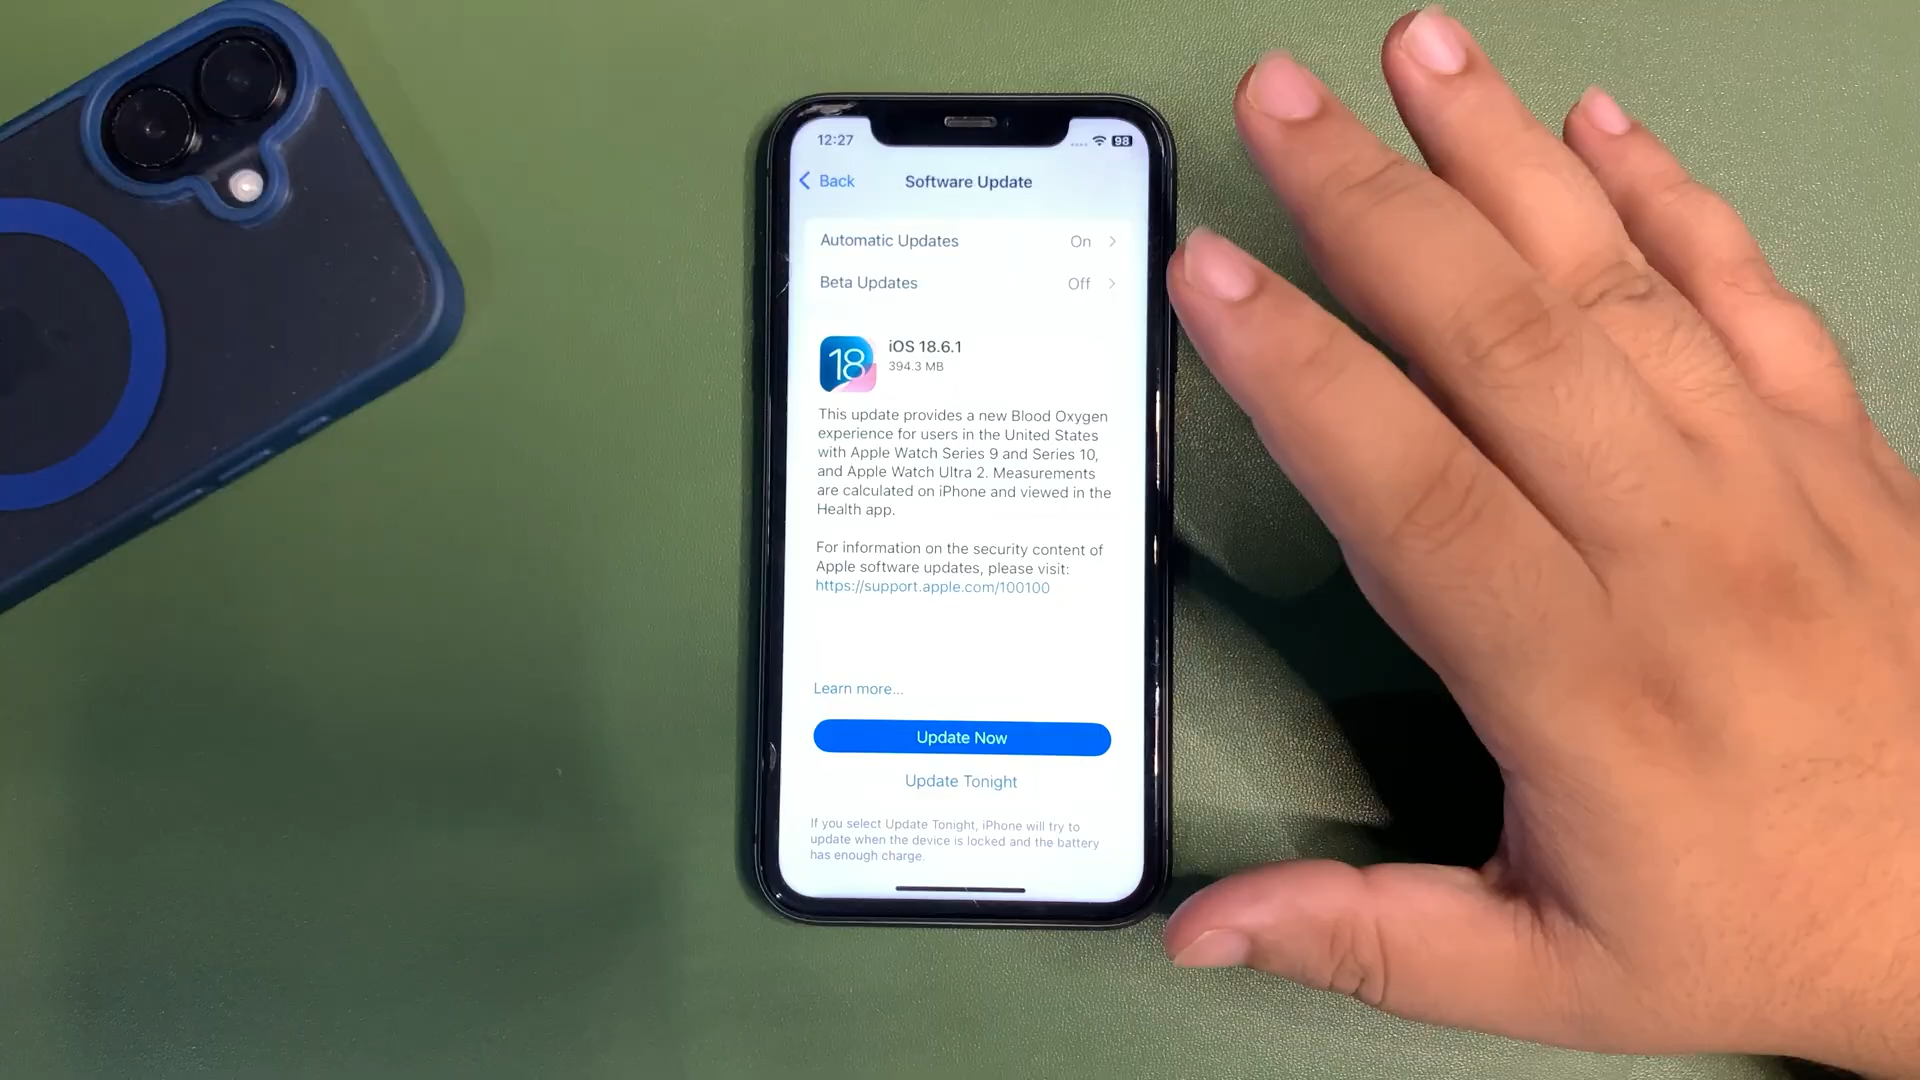 12:27
98
Back
Software Update
Automatic Updates On
Beta Updates Off
18
iOS 18.6.1
394.3 MB
This update provides a new Blood Oxygen
experience for users in the United States
with Apple Watch Series 9 and Series 10,
and Apple Watch Ultra 2. Measurements
are calculated on iPhone and viewed in the
Health app.
For information on the security content of
Apple software updates, please visit:
https://support.apple.com/100100
Learn more...
Update Now
Update Tonight
If you select Update Tonight, iPhone will try to
update when the device is locked and the battery
has enough charge.